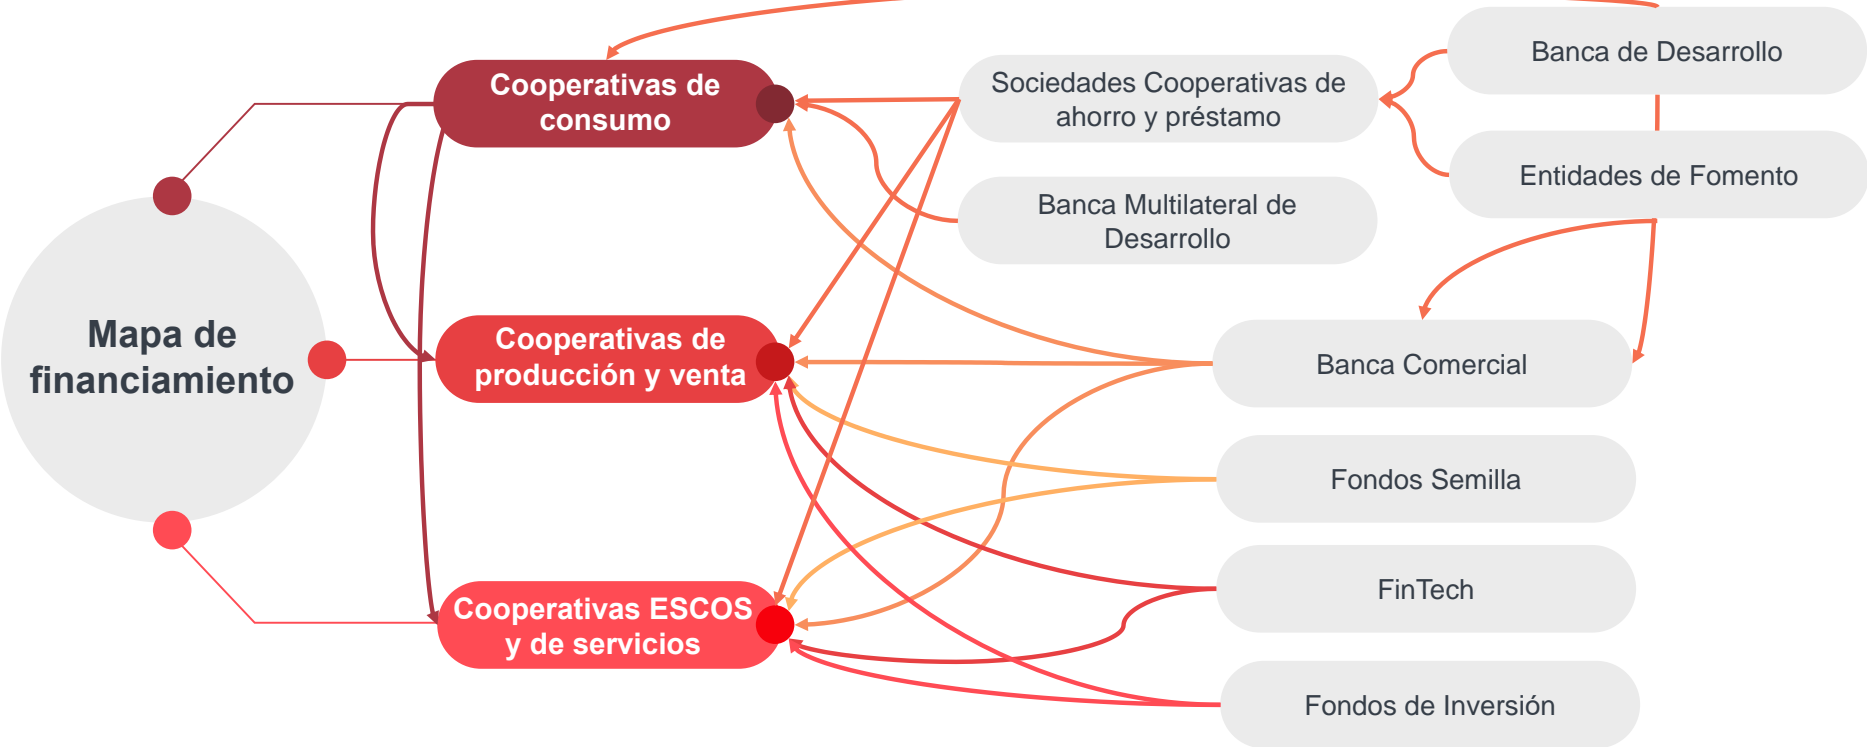 Mapa de
financiamiento
Cooperativas de
consumo
Cooperativas de
producción y venta
Cooperativas ESCOS
y de servicios
Sociedades Cooperativas de
ahorro y préstamo
Banca Multilateral de
Desarrollo
Banca de Desarrollo
Entidades de Fomento
Banca Comercial
Fondos Semilla
FinTech
Fondos de Inversión